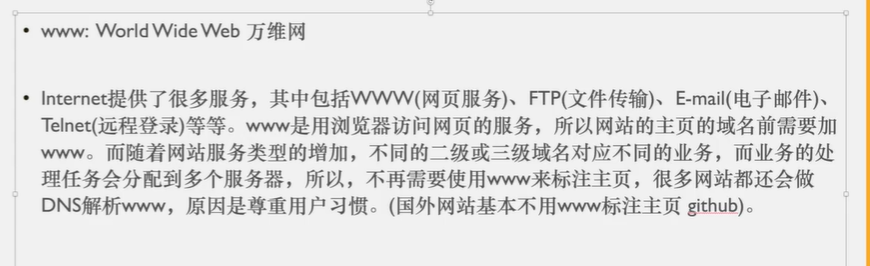 • www: World Wide Web 万维网
• Internet提供了很多服务，其中包括WWW(网页服务)、FTP(文件传输)、E-mail(电子邮件)、
Telnet(远程登录)等等。www是用浏览器访问网页的服务，所以网站的主页的域名前需要加
www。而随着网站服务类型的增加，不同的二级或三级域名对应不同的业务，而业务的处
理任务会分配到多个服务器，所以，不再需要使用www来标注主页，很多网站都还会做
DNS解析www，原因是尊重用户习惯。(国外网站基本不用www标注主页 github)。